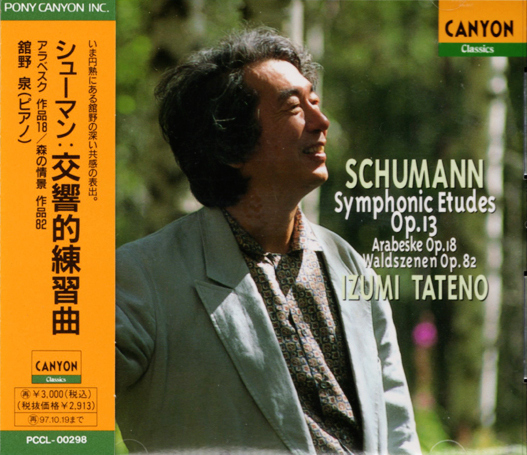 PONY CANYON INC.
いま円熟にある舘野の深い共感の表出。
シューマン:交響的練習曲
アラベスク 作品18/森の情景 作品82
舘野 泉(ピアノ)
CANYON
Classics
再¥3,000(税込)
(税抜価格¥2,913)
再97.10.19まで
PCCL-00298
CANYON
Classics
SCHUMANN
Symphonic Etudes
Op.13
Arabeske Op.18
Waldszenen Op.82
IZUMI TATENO